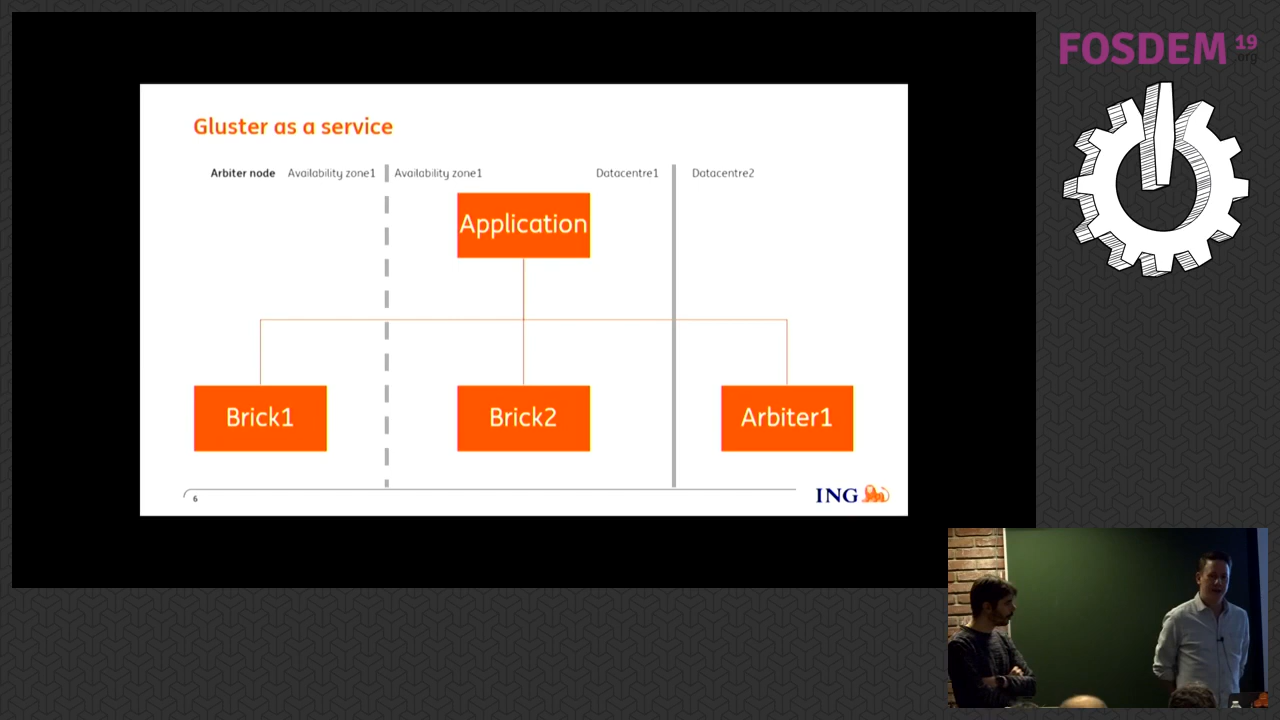 FOSDEM 19
.org
Gluster as a service
Arbiter node Availability zone1 Availability zone1 Datacentre1 Datacentre2
Application
Brick1 Brick2 Arbiter1
6
ING